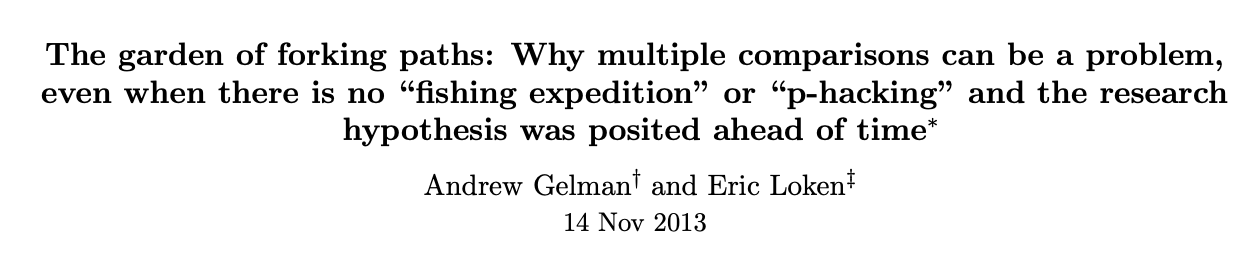 The garden of forking paths: Why multiple comparisons can be a problem,
even when there is no “fishing expedition” or “p-hacking” and the research
hypothesis was posited ahead of time*
Andrew Gelman† and Eric Loken‡
14 Nov 2013